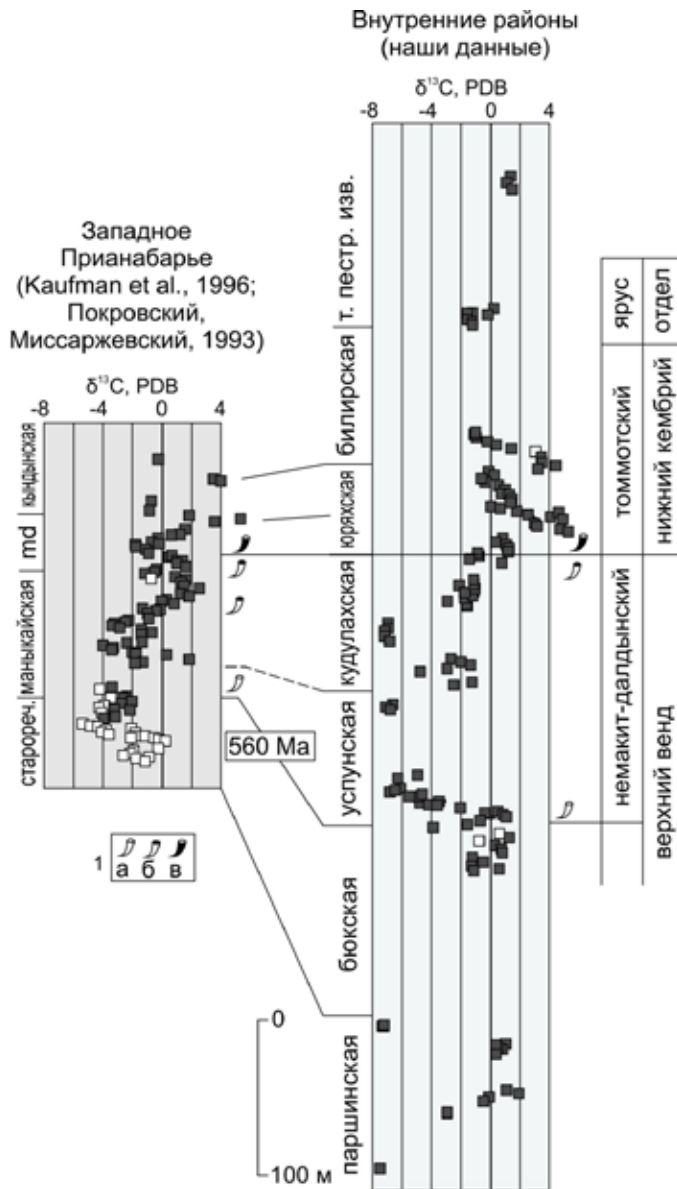 Внутренние районы
(наши данные)
δ¹³C, PDB
-8 -4 0 4
Западное
Прианабарье
(Kaufman et al., 1996;
Покровский,
Миссаржевский, 1993)
δ¹³C, PDB
-8 -4 0 4
старореч.
маныкайская
md
кындынская
560 Ma
1
а б в
паршинская
бюкская
успунская
кудулахская
юряхская
билирская
т. пестр. изв.
ярус
отдел
томмотский
нижний кембрий
немакит-далдынский
верхний венд
0
100 м